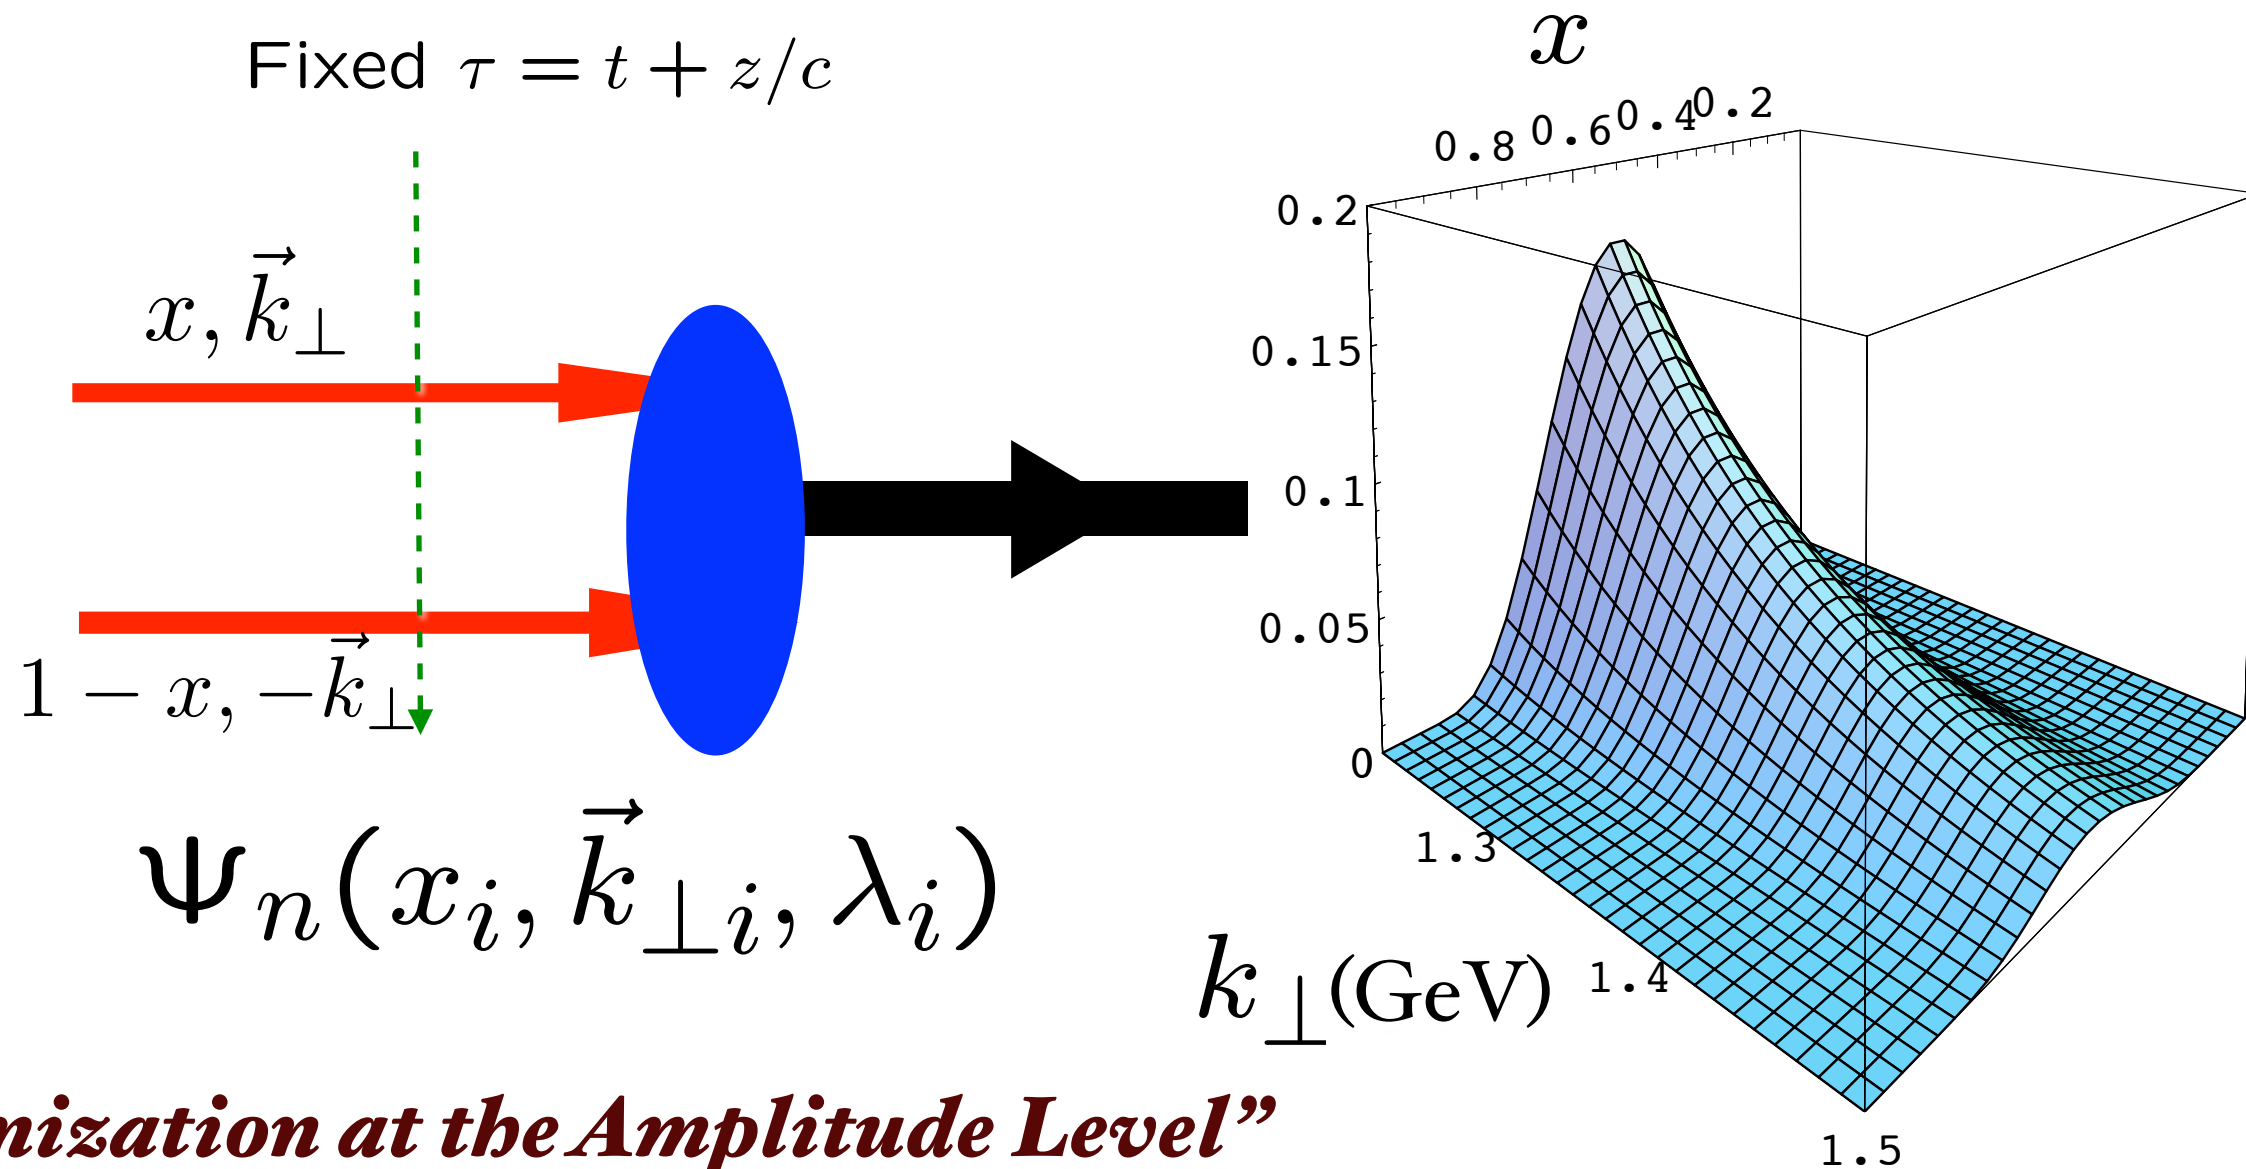 Fixed τ = t + z/c
x, k⃗⊥
1 − x, −k⃗⊥
Ψₙ(xᵢ, k⃗⊥ᵢ, λᵢ)
x
0.8 0.6 0.4 0.2
0.2
0.15
0.1
0.05
0
1.3
1.4
1.5
k⊥(GeV)
at the Amplitude Level”